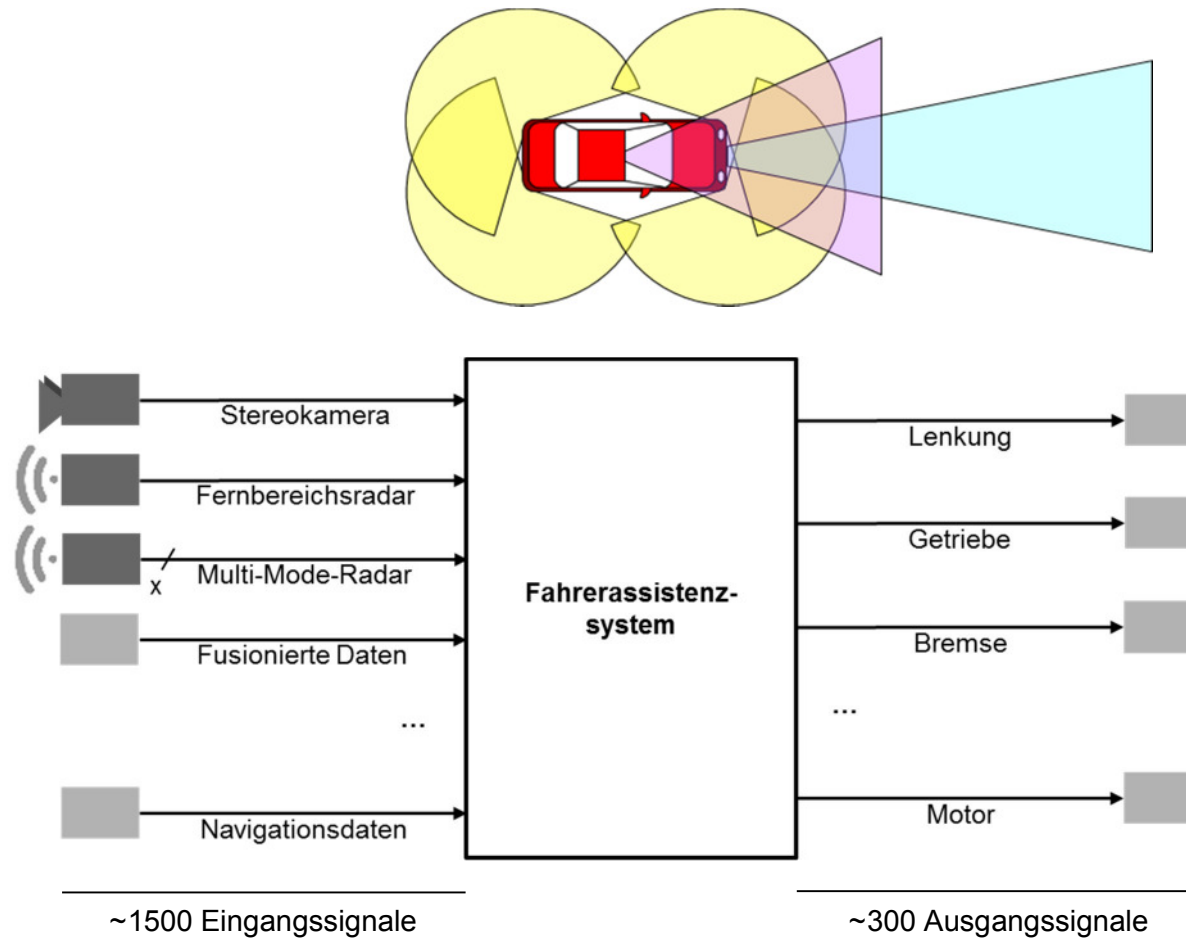 Stereokamera
Fernbereichsradar
x
Multi-Mode-Radar
Fusionierte Daten
...
Navigationsdaten
Fahrerassistenz-
system
Lenkung
Getriebe
Bremse
...
Motor
~1500 Eingangssignale
~300 Ausgangssignale